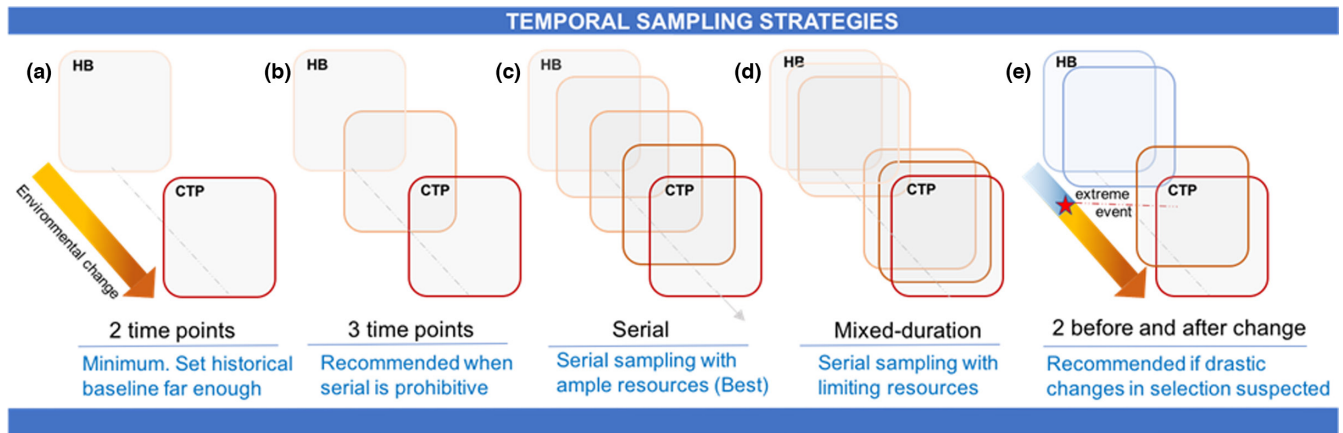 TEMPORAL SAMPLING STRATEGIES
(a)
HB
CTP
Environmental change
2 time points
Minimum. Set historical
baseline far enough
(b)
HB
CTP
3 time points
Recommended when
serial is prohibitive
(c)
HB
CTP
Serial
Serial sampling with
ample resources (Best)
(d)
HB
CTP
Mixed-duration
Serial sampling with
limiting resources
(e)
HB
CTP
extreme
event
2 before and after change
Recommended if drastic
changes in selection suspected